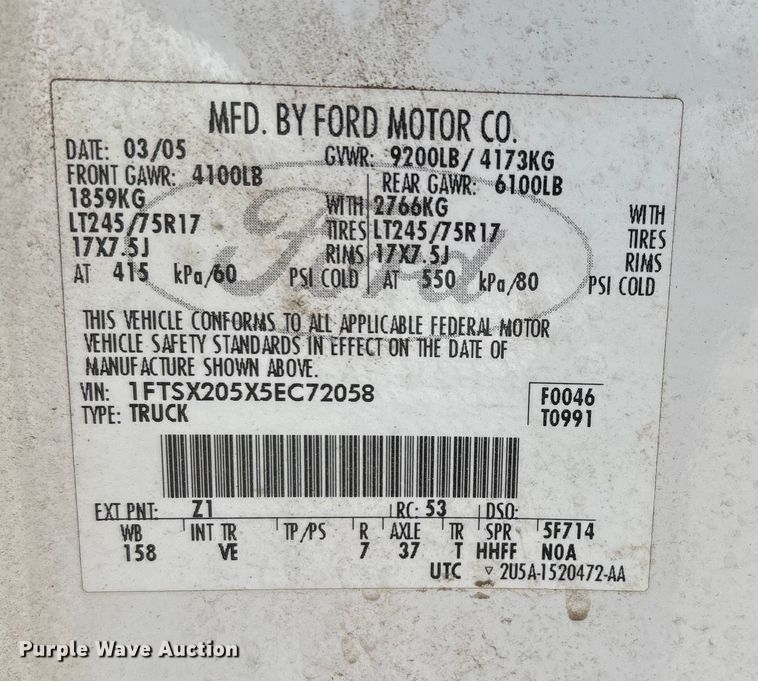 MFD. BY FORD MOTOR CO.
DATE: 03/05 GVWR: 9200LB/ 4173KG
FRONT GAWR: 4100LB REAR GAWR: 6100LB
1859KG WITH 2766KG WITH
LT245/75R17 TIRES LT245/75R17 TIRES
17X7.5J RIMS 17X7.5J RIMS
AT 415 kPa/60 PSI COLD AT 550 kPa/80 PSI COLD
Ford
THIS VEHICLE CONFORMS TO ALL APPLICABLE FEDERAL MOTOR
VEHICLE SAFETY STANDARDS IN EFFECT ON THE DATE OF
MANUFACTURE SHOWN ABOVE.
VIN: 1FTSX205X5EC72058 F0046
TYPE: TRUCK T0991
EXT PNT: Z1 RC: 53 DSO:
WB INT TR TP/PS R AXLE TR SPR 5F714
158 VE 7 37 T HHFF N0A
UTC ▿ 2U5A-1520472-AA
Purple Wave Auction